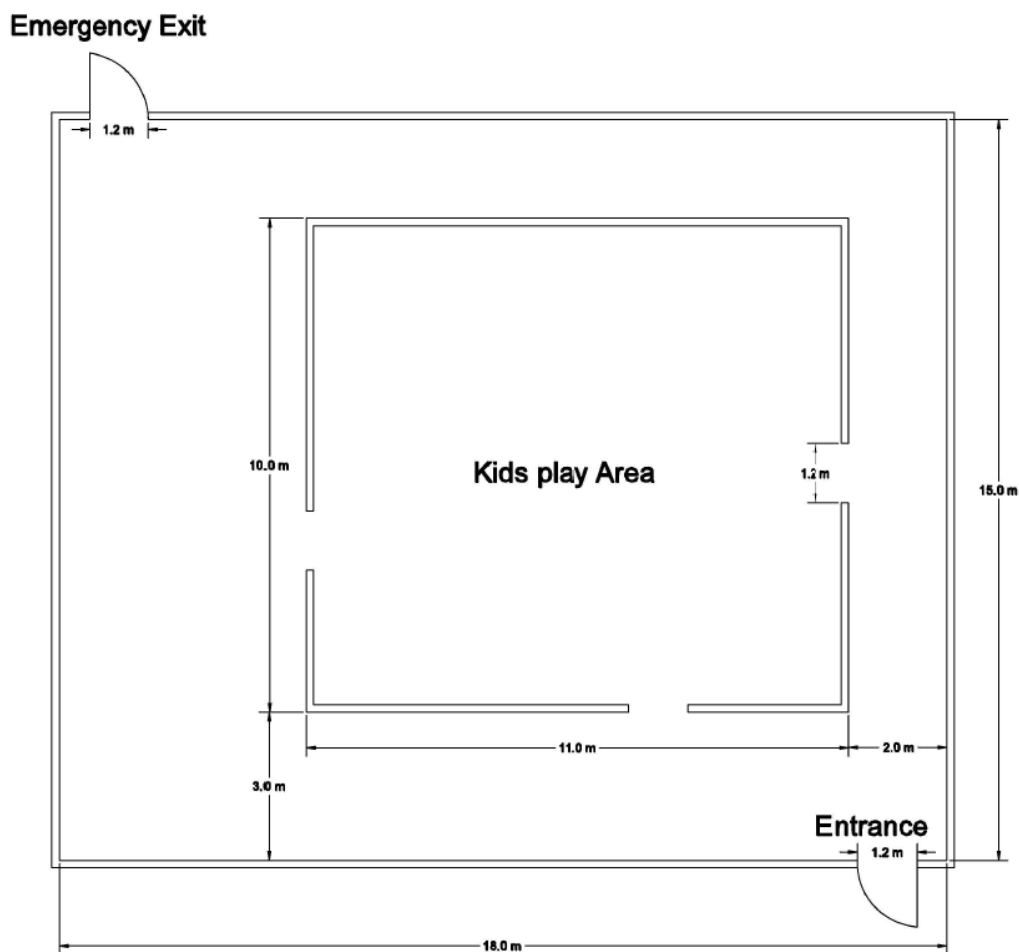 Emergency Exit
1.2 m
10.0 m
Kids play Area
1.2 m
15.0 m
11.0 m
2.0 m
3.0 m
Entrance
1.2 m
18.0 m